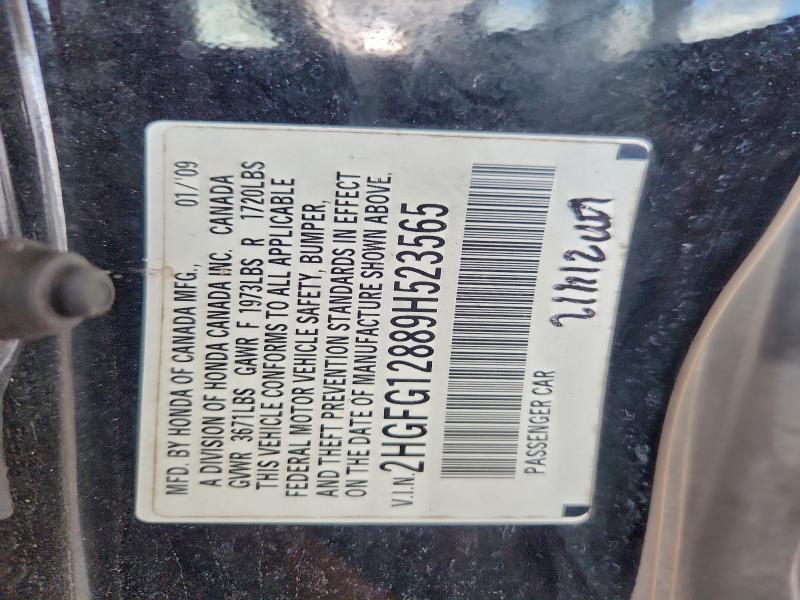 MFD. BY HONDA OF CANADA MFG., 01/'09
A DIVISION OF HONDA CANADA INC. CANADA
GVWR 3671LBS GAWR F 1973LBS R 1720LBS
THIS VEHICLE CONFORMS TO ALL APPLICABLE
FEDERAL MOTOR VEHICLE SAFETY, BUMPER,
AND THEFT PREVENTION STANDARDS IN EFFECT
ON THE DATE OF MANUFACTURE SHOWN ABOVE.
V.I.N. 2HGFG12889H523565
PASSENGER CAR